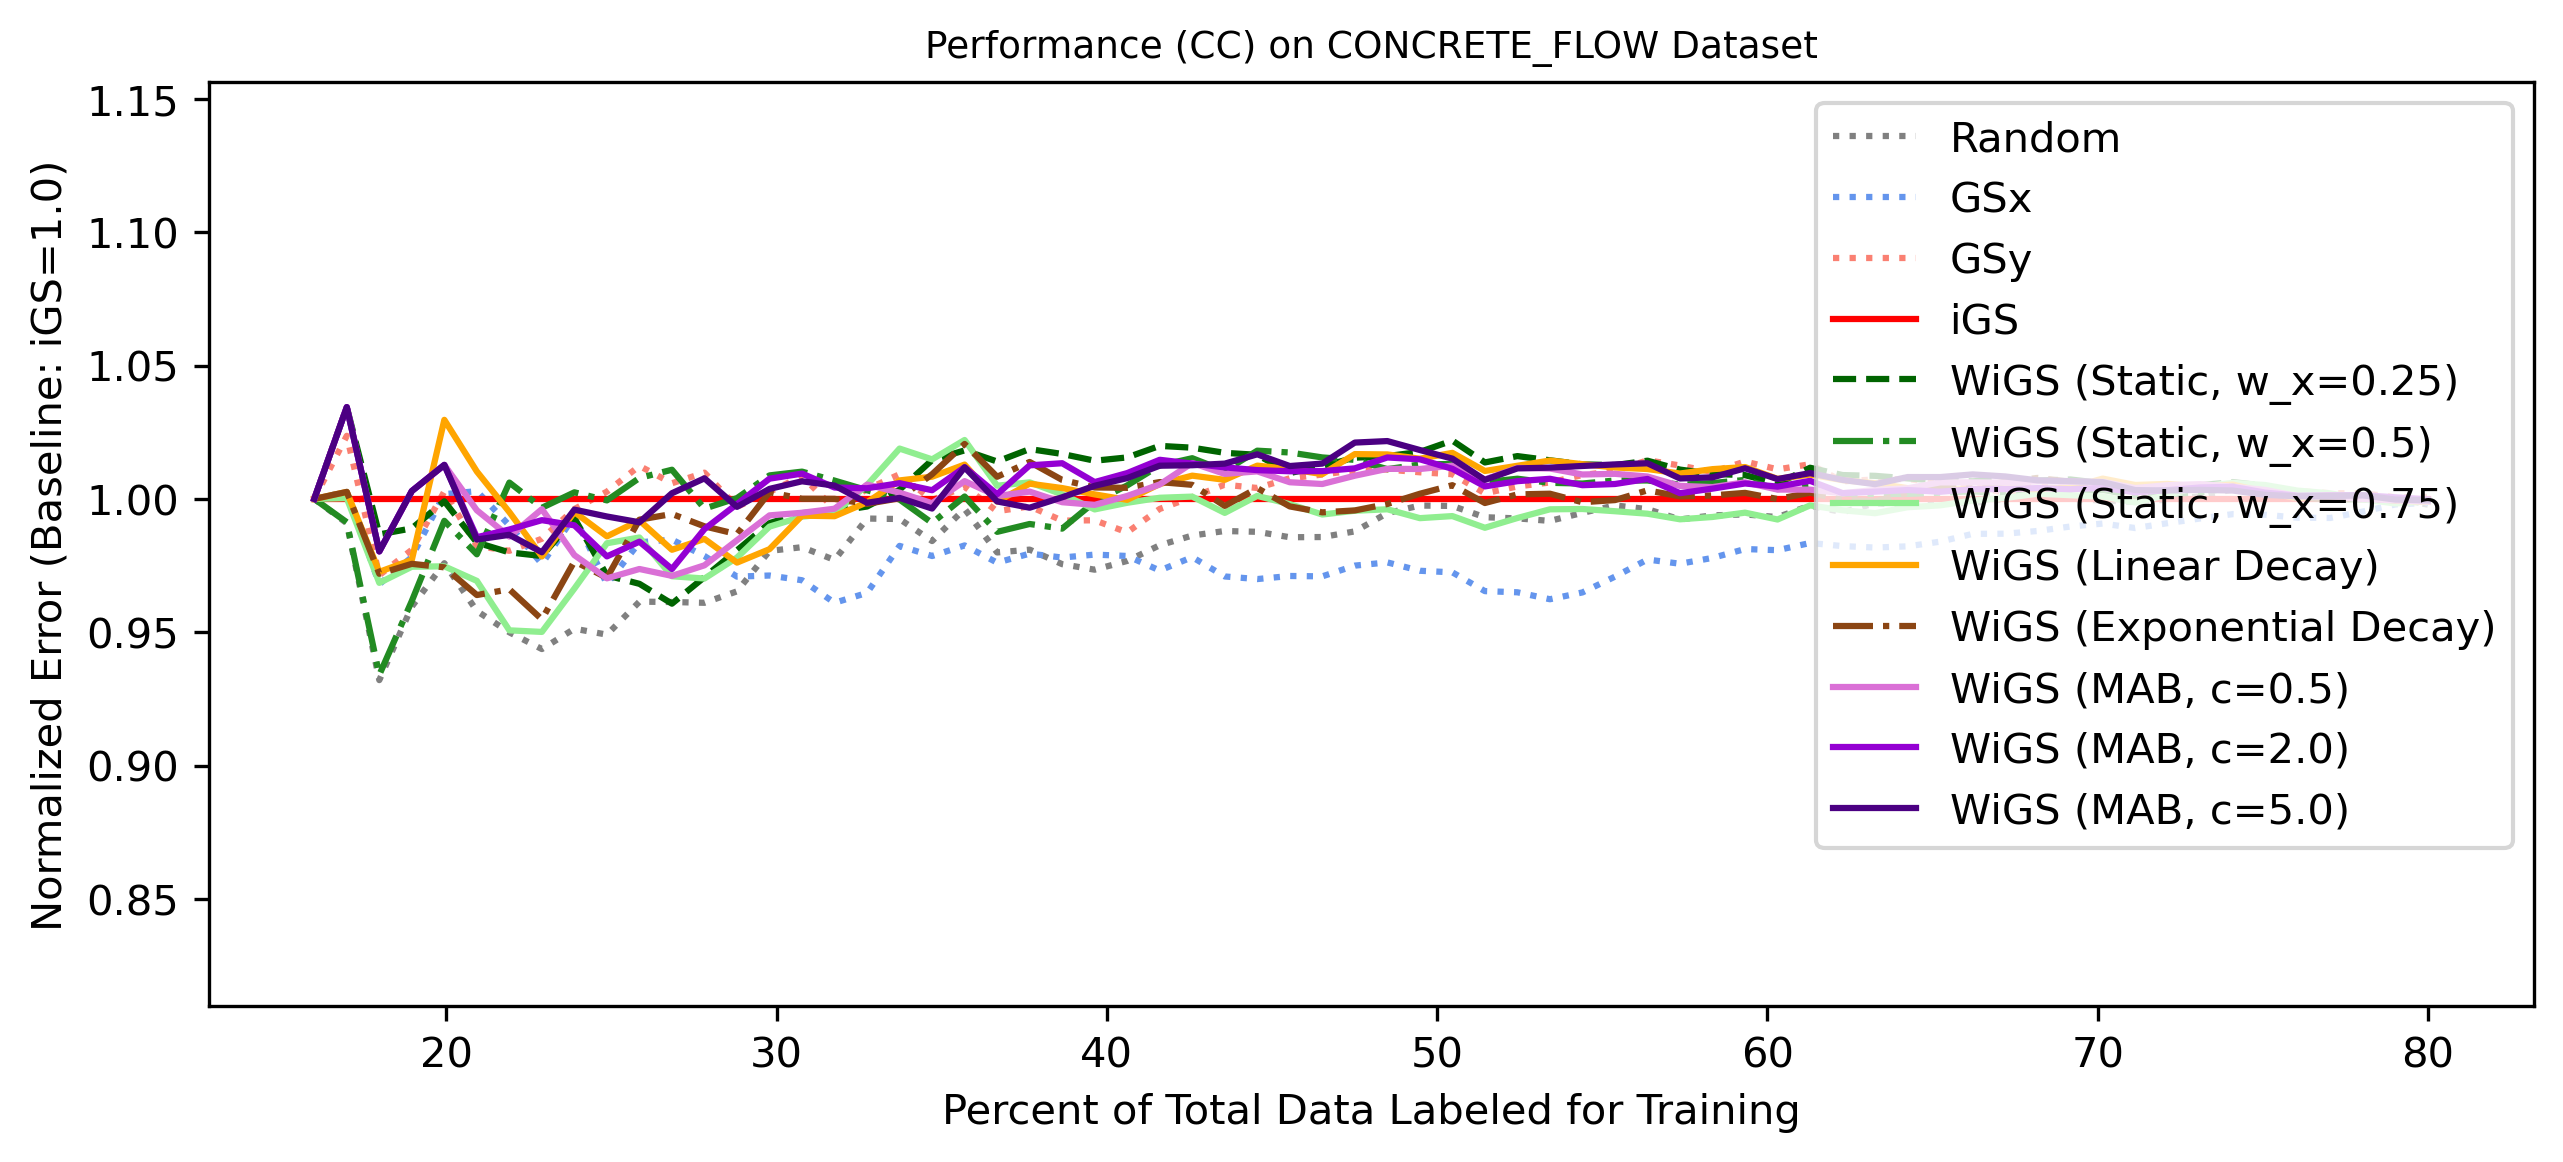 Performance (CC) on CONCRETE_FLOW Dataset
Normalized Error (Baseline: iGS=1.0)
1.15
1.10
1.05
1.00
0.95
0.90
0.85
Random
GSx
GSy
iGS
WiGS (Static, w_x=0.25)
WiGS (Static, w_x=0.5)
WiGS (Static, w_x=0.75)
WiGS (Linear Decay)
WiGS (Exponential Decay)
WiGS (MAB, c=0.5)
WiGS (MAB, c=2.0)
WiGS (MAB, c=5.0)
20 30 40 50 60 70 80
Percent of Total Data Labeled for Training